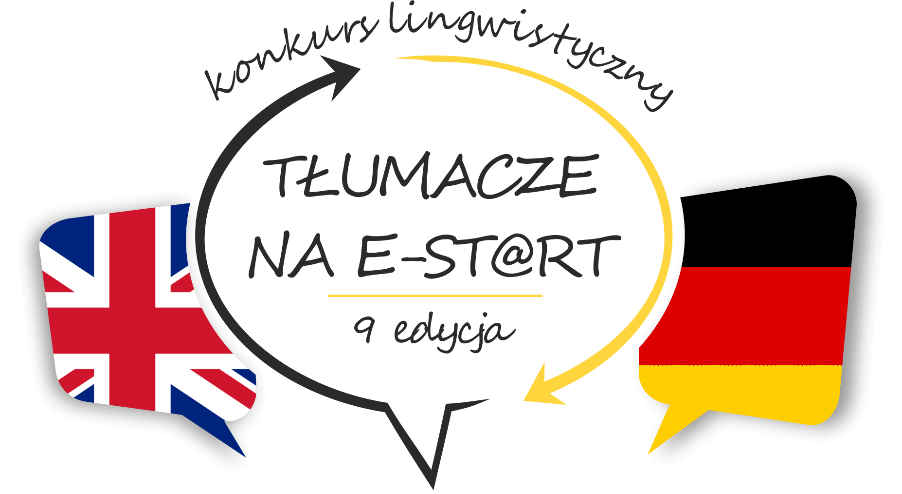 konkurs lingwistyczny
TŁUMACZE
NA E-ST@RT
9 edycja